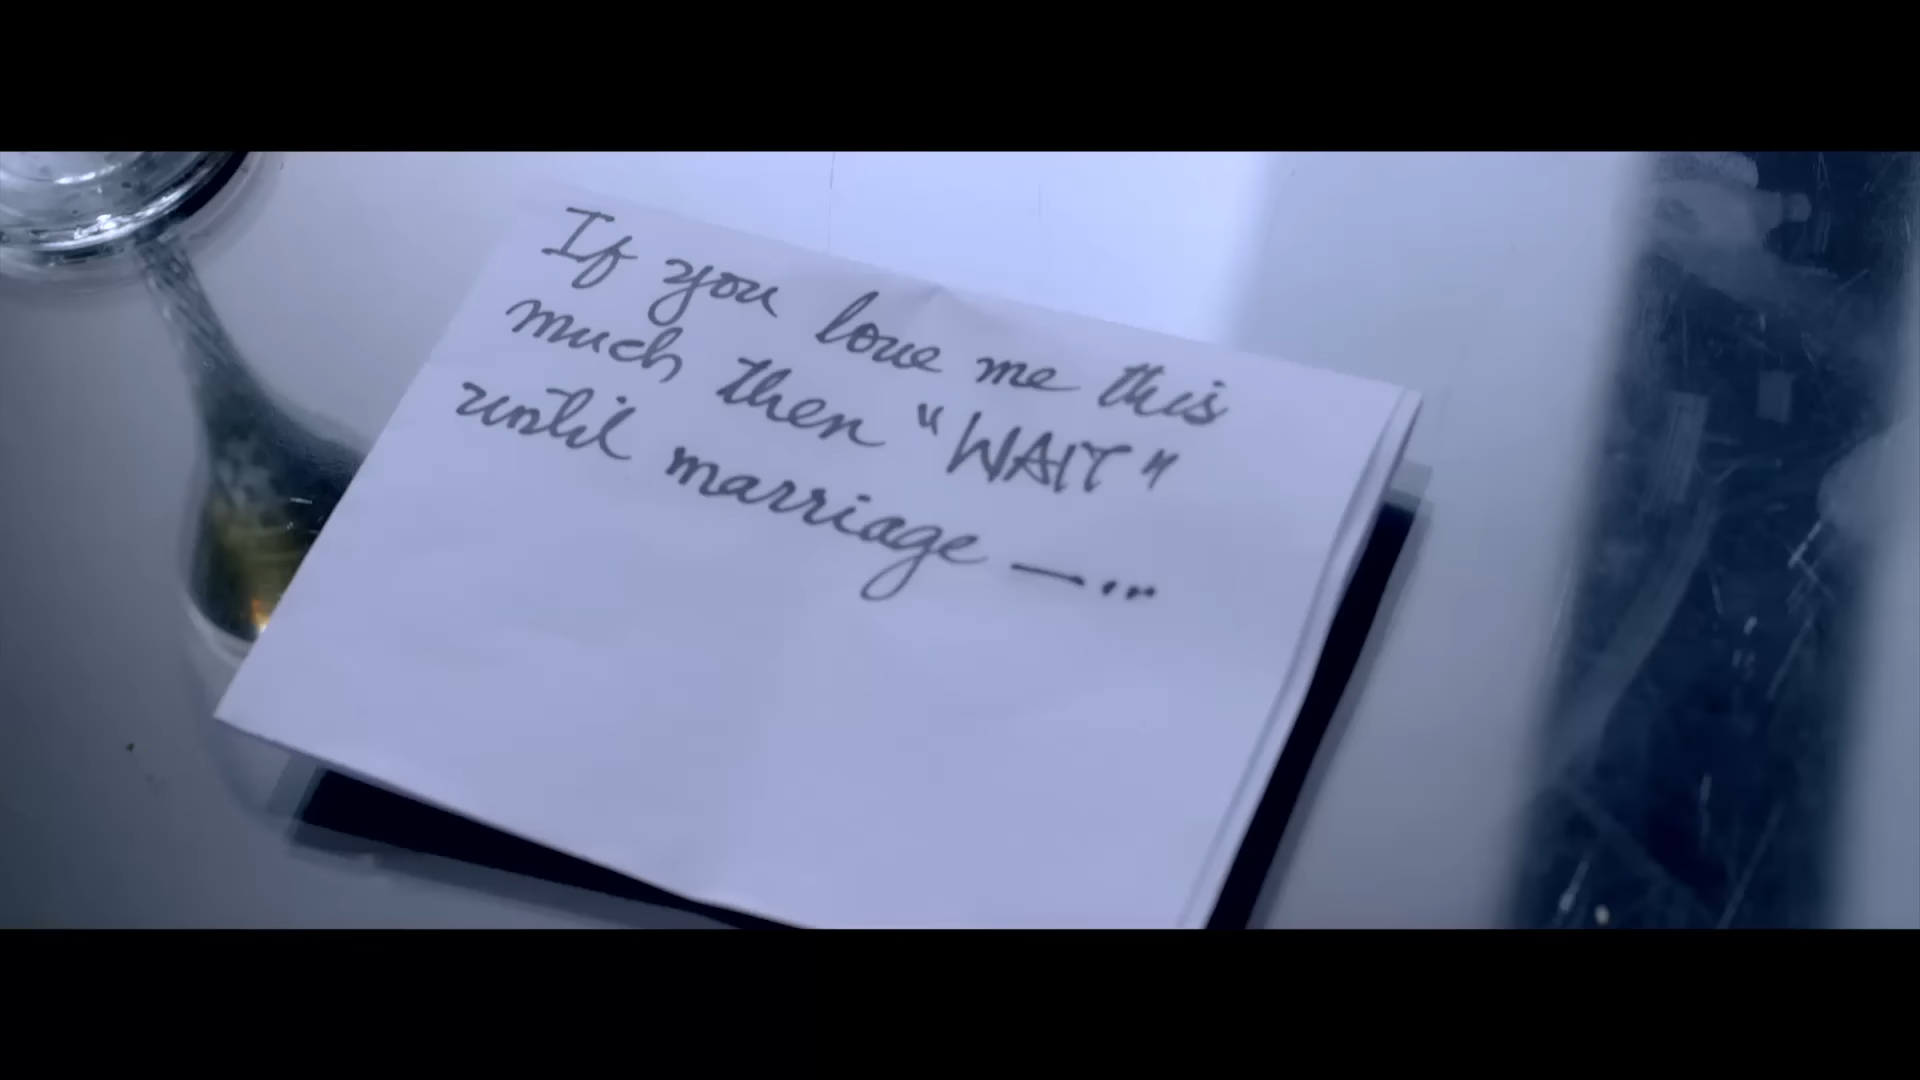 If you love me this
much then "WAIT"
until marriage —...